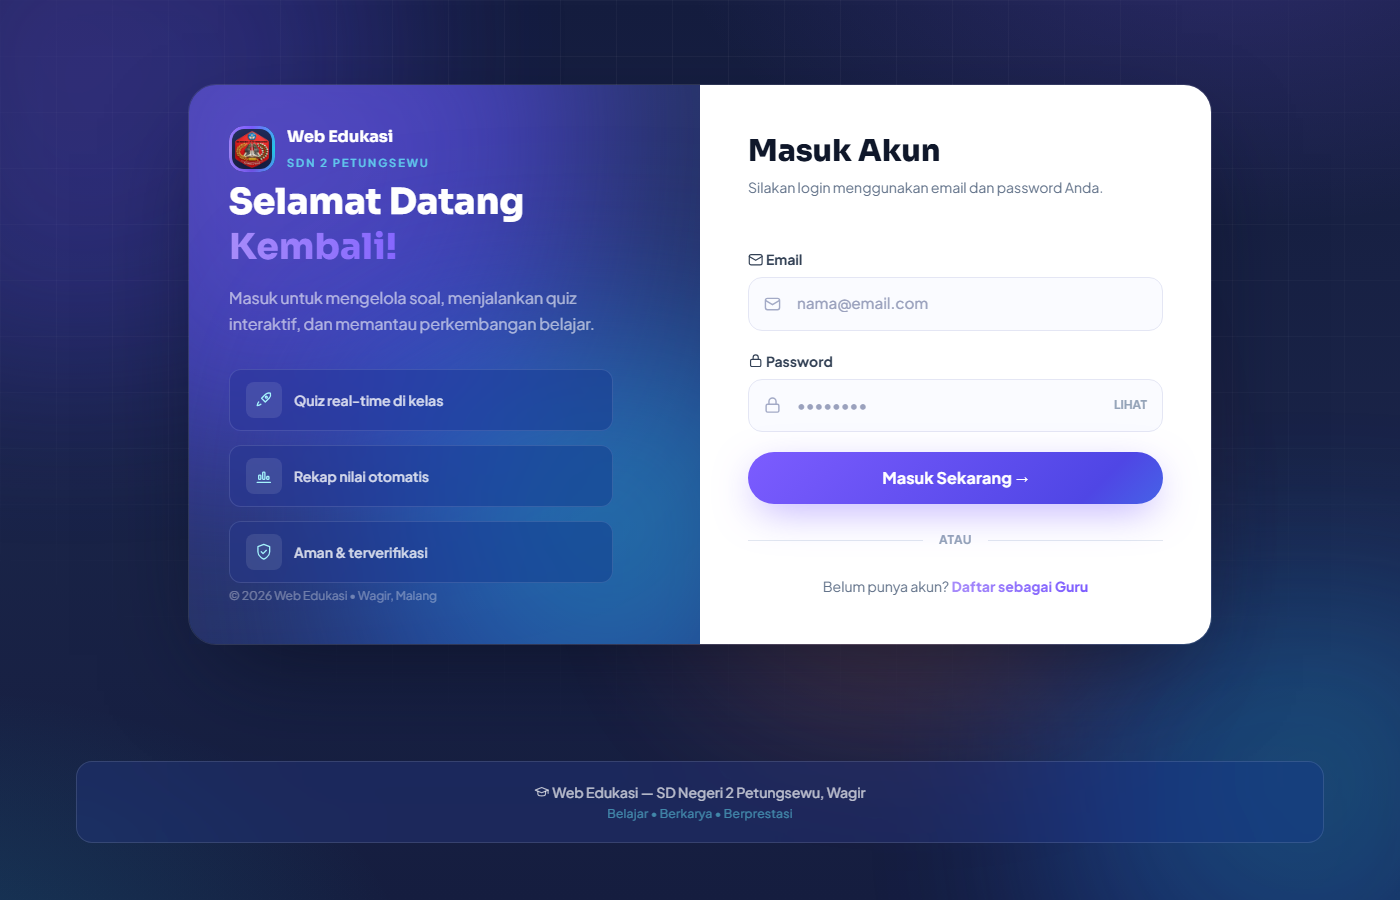 Web Edukasi
SDN 2 PETUNGSEWU
Selamat Datang
Kembali!
Masuk untuk mengelola soal, menjalankan quiz
interaktif, dan memantau perkembangan belajar.
Quiz real-time di kelas
Rekap nilai otomatis
Aman & terverifikasi
© 2026 Web Edukasi • Wagir, Malang
Masuk Akun
Silakan login menggunakan email dan password Anda.
Email
nama@email.com
Password
••••••••
LIHAT
Masuk Sekarang →
ATAU
Belum punya akun? Daftar sebagai Guru
Web Edukasi — SD Negeri 2 Petungsewu, Wagir
Belajar • Berkarya • Berprestasi